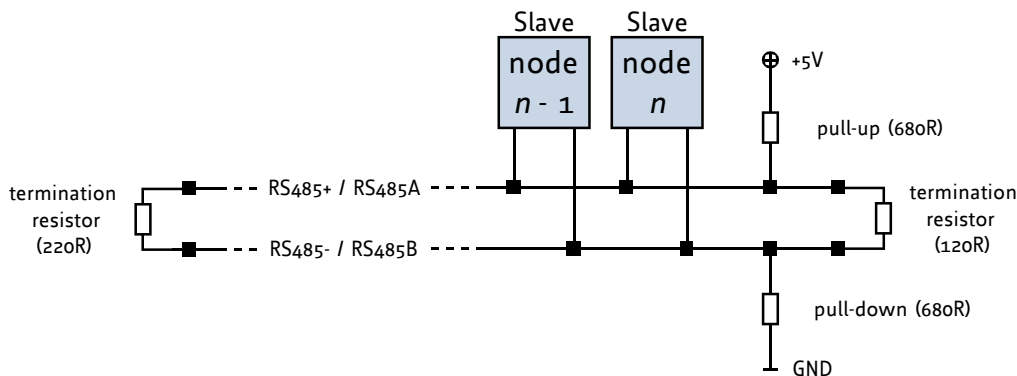 Slave
Slave
node
n - 1
node
n
+5V
pull-up (680R)
termination
resistor
(220R)
RS485+ / RS485A
RS485- / RS485B
termination
resistor
(120R)
pull-down (680R)
GND